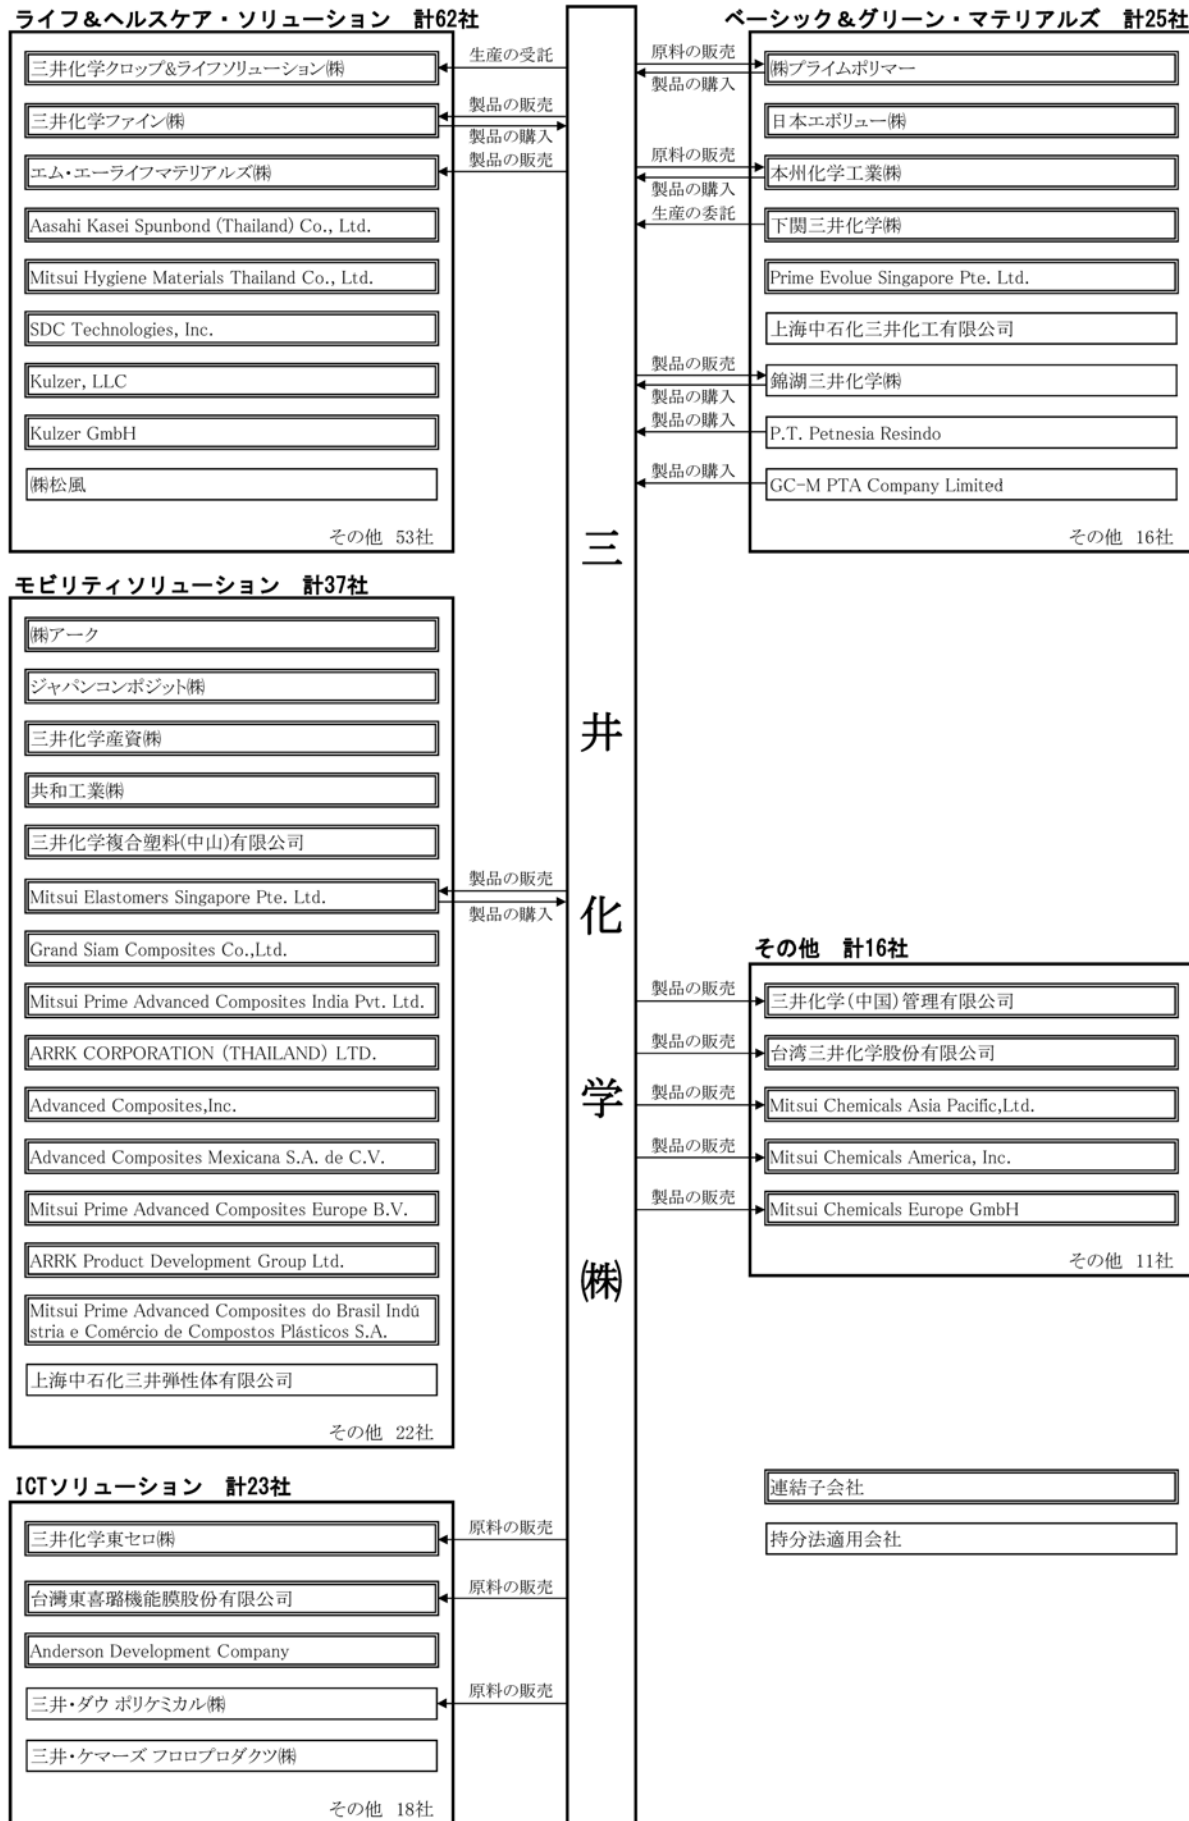 ライフ＆ヘルスケア・ソリューション　計62社
三井化学クロップ&ライフソリューション㈱
生産の受託
三井化学ファイン㈱
製品の販売
製品の購入
エム・エーライフマテリアルズ㈱
製品の販売
Aasahi Kasei Spunbond (Thailand) Co., Ltd.
Mitsui Hygiene Materials Thailand Co., Ltd.
SDC Technologies, Inc.
Kulzer, LLC
Kulzer GmbH
㈱松風
その他 53社
モビリティソリューション　計37社
㈱アーク
ジャパンコンポジット㈱
三井化学産資㈱
共和工業㈱
三井化学複合塑料(中山)有限公司
Mitsui Elastomers Singapore Pte. Ltd.
製品の販売
製品の購入
Grand Siam Composites Co.,Ltd.
Mitsui Prime Advanced Composites India Pvt. Ltd.
ARRK CORPORATION (THAILAND) LTD.
Advanced Composites,Inc.
Advanced Composites Mexicana S.A. de C.V.
Mitsui Prime Advanced Composites Europe B.V.
ARRK Product Development Group Ltd.
Mitsui Prime Advanced Composites do Brasil Indú
stria e Comércio de Compostos Plásticos S.A.
上海中石化三井弾性体有限公司
その他 22社
ICTソリューション　計23社
三井化学東セロ㈱
原料の販売
台灣東喜璐機能膜股份有限公司
原料の販売
Anderson Development Company
三井・ダウ ポリケミカル㈱
原料の販売
三井・ケマーズ フロロプロダクツ㈱
その他 18社
三井化学㈱
ベーシック＆グリーン・マテリアルズ　計25社
原料の販売
製品の購入
㈱プライムポリマー
日本エボリュー㈱
原料の販売
製品の購入
本州化学工業㈱
生産の委託
下関三井化学㈱
Prime Evolue Singapore Pte. Ltd.
上海中石化三井化工有限公司
製品の販売
製品の購入
錦湖三井化学㈱
製品の購入
P.T. Petnesia Resindo
製品の購入
GC-M PTA Company Limited
その他 16社
その他　計16社
製品の販売
三井化学(中国)管理有限公司
製品の販売
台湾三井化学股份有限公司
製品の販売
Mitsui Chemicals Asia Pacific,Ltd.
製品の販売
Mitsui Chemicals America, Inc.
製品の販売
Mitsui Chemicals Europe GmbH
その他 11社
連結子会社
持分法適用会社